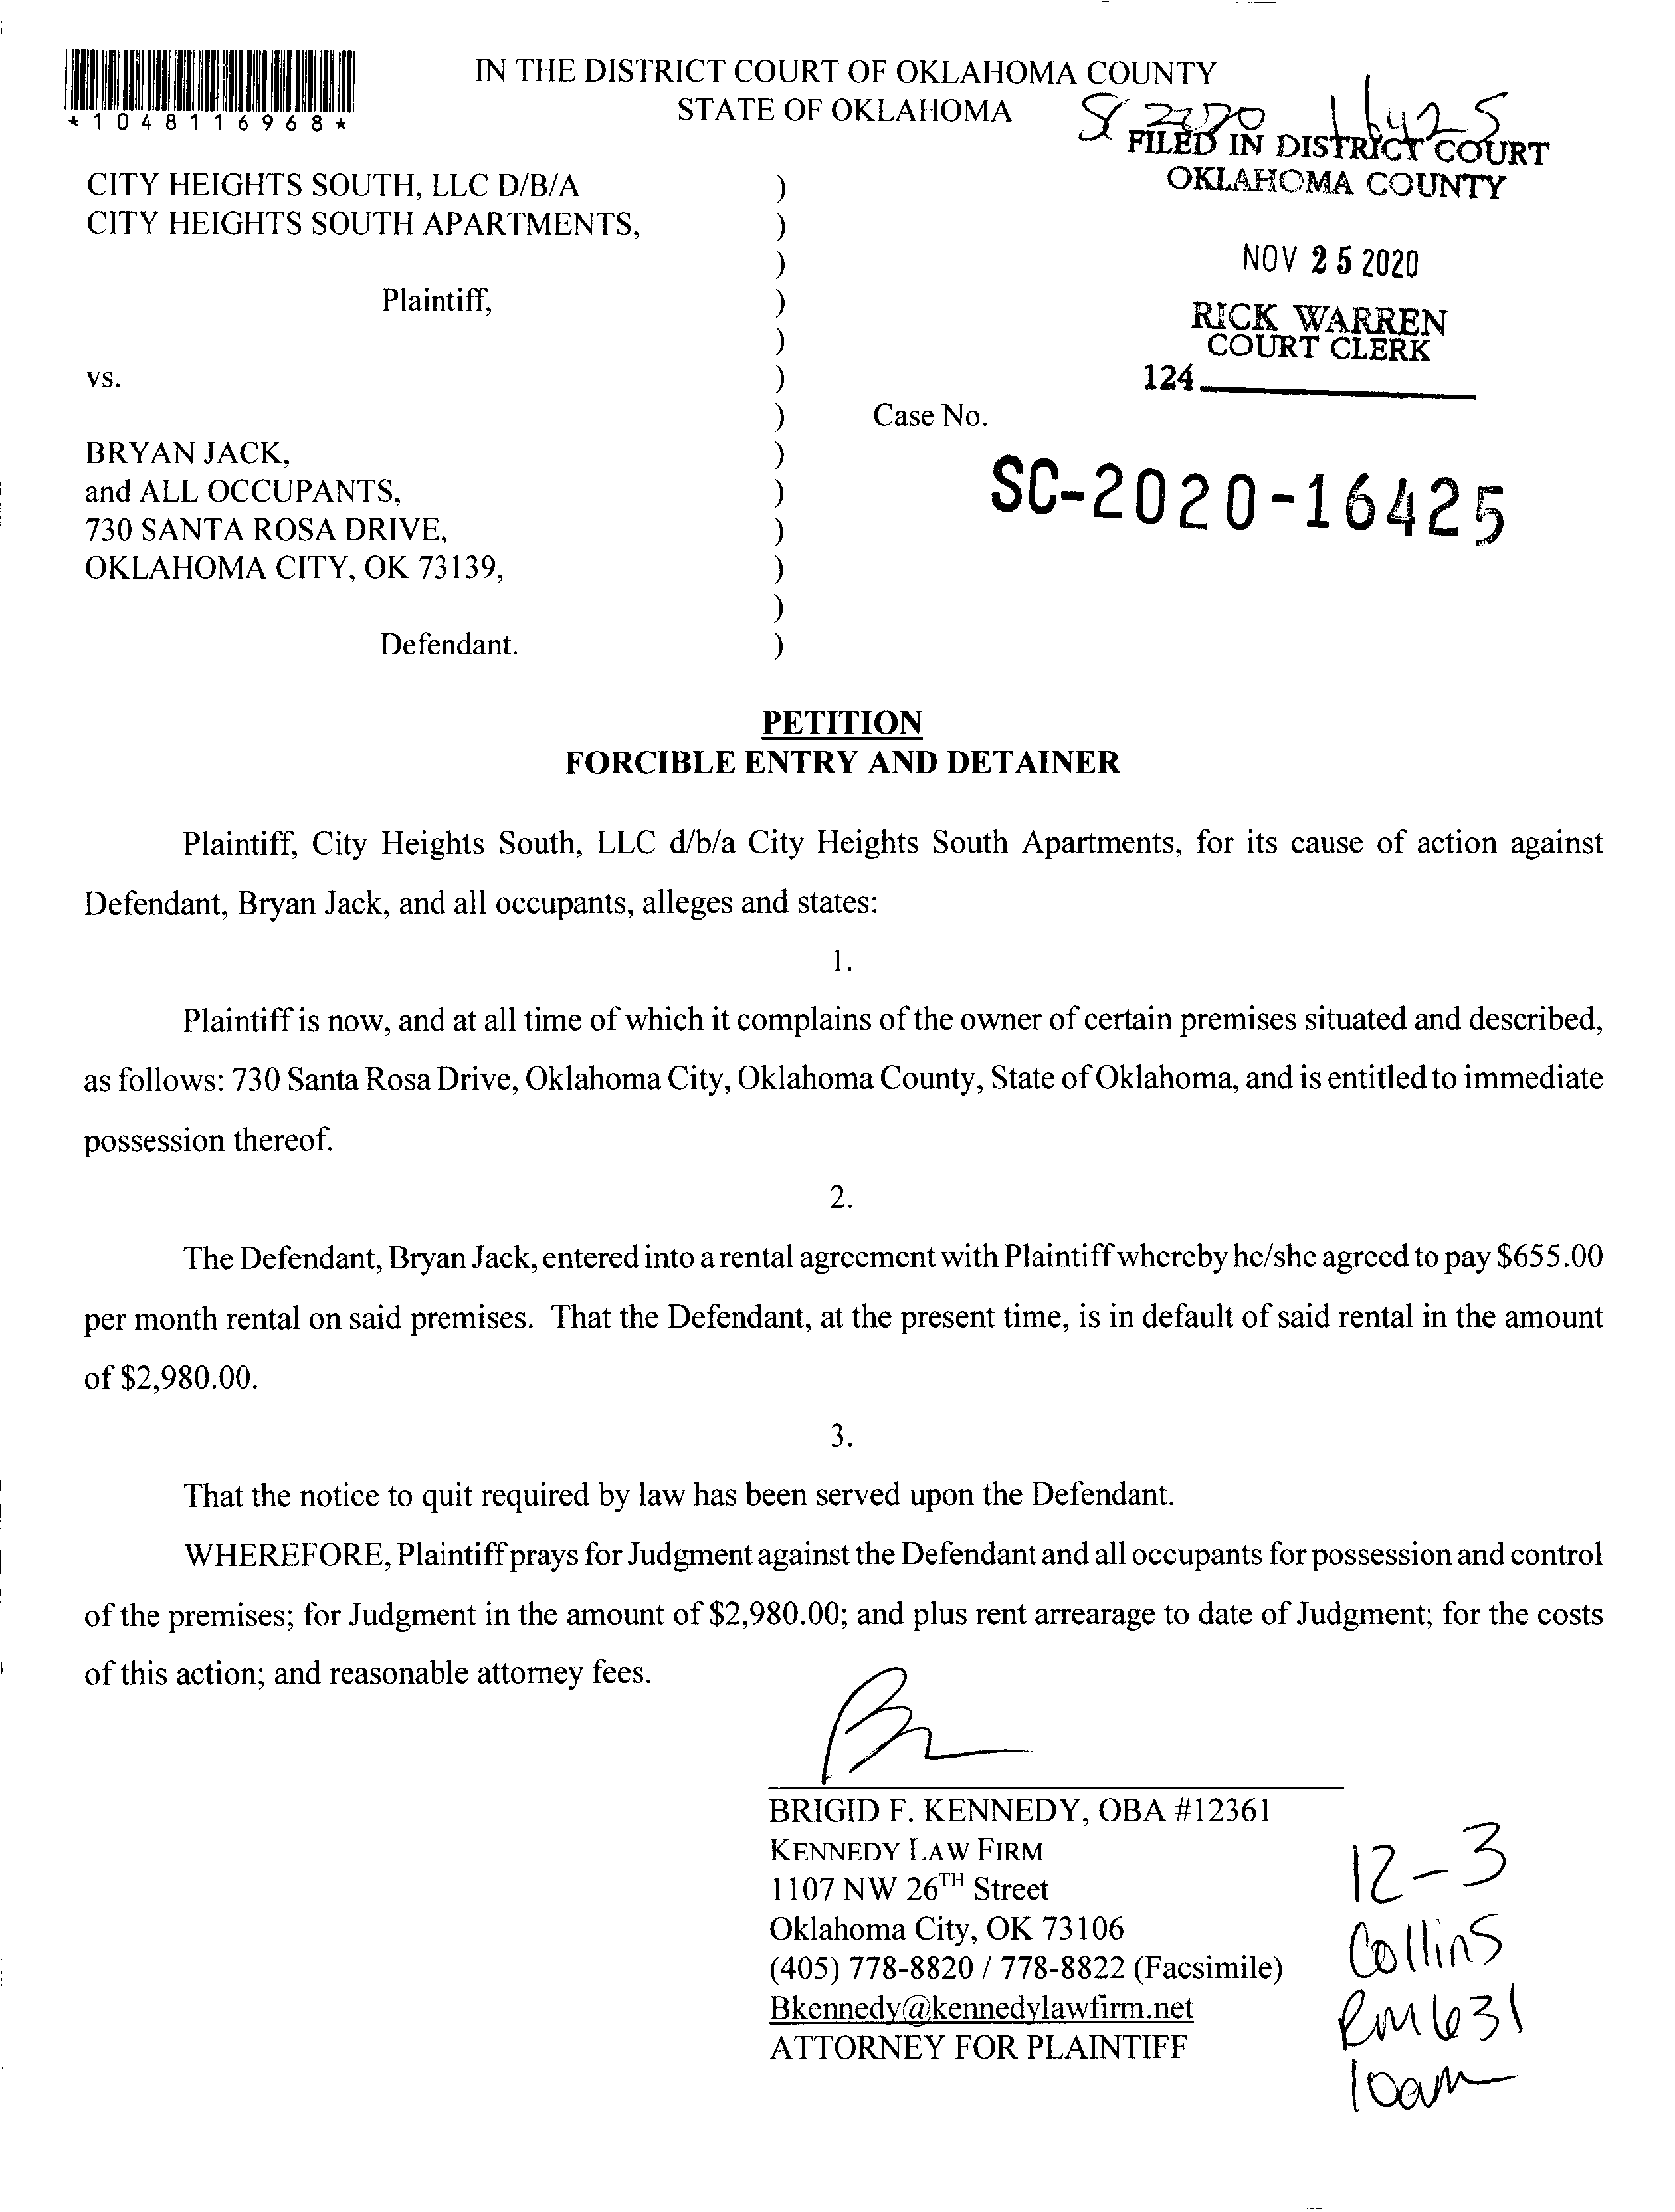 *1048116968*
IN THE DISTRICT COURT OF OKLAHOMA COUNTY
STATE OF OKLAHOMA
SC 2020 16425
FILED IN DISTRICT COURT
OKLAHOMA COUNTY
NOV 25 2020
RICK WARREN
COURT CLERK
124
CITY HEIGHTS SOUTH, LLC D/B/A )
CITY HEIGHTS SOUTH APARTMENTS, )
)
Plaintiff, )
)
vs. )
) Case No.
BRYAN JACK, )
and ALL OCCUPANTS, ) SC-2020-16425
730 SANTA ROSA DRIVE, )
OKLAHOMA CITY, OK 73139, )
)
Defendant. )
PETITION
FORCIBLE ENTRY AND DETAINER
Plaintiff, City Heights South, LLC d/b/a City Heights South Apartments, for its cause of action against
Defendant, Bryan Jack, and all occupants, alleges and states:
1.
Plaintiff is now, and at all time of which it complains of the owner of certain premises situated and described,
as follows: 730 Santa Rosa Drive, Oklahoma City, Oklahoma County, State of Oklahoma, and is entitled to immediate
possession thereof.
2.
The Defendant, Bryan Jack, entered into a rental agreement with Plaintiff whereby he/she agreed to pay $655.00
per month rental on said premises. That the Defendant, at the present time, is in default of said rental in the amount
of $2,980.00.
3.
That the notice to quit required by law has been served upon the Defendant.
WHEREFORE, Plaintiff prays for Judgment against the Defendant and all occupants for possession and control
of the premises; for Judgment in the amount of $2,980.00; and plus rent arrearage to date of Judgment; for the costs
of this action; and reasonable attorney fees.
BRIGID F. KENNEDY, OBA #12361
KENNEDY LAW FIRM
1107 NW 26TH Street
Oklahoma City, OK 73106
(405) 778-8820 / 778-8822 (Facsimile)
Bkennedy@kennedylawfirm.net
ATTORNEY FOR PLAINTIFF
12-3
Collins
RM 631
10am